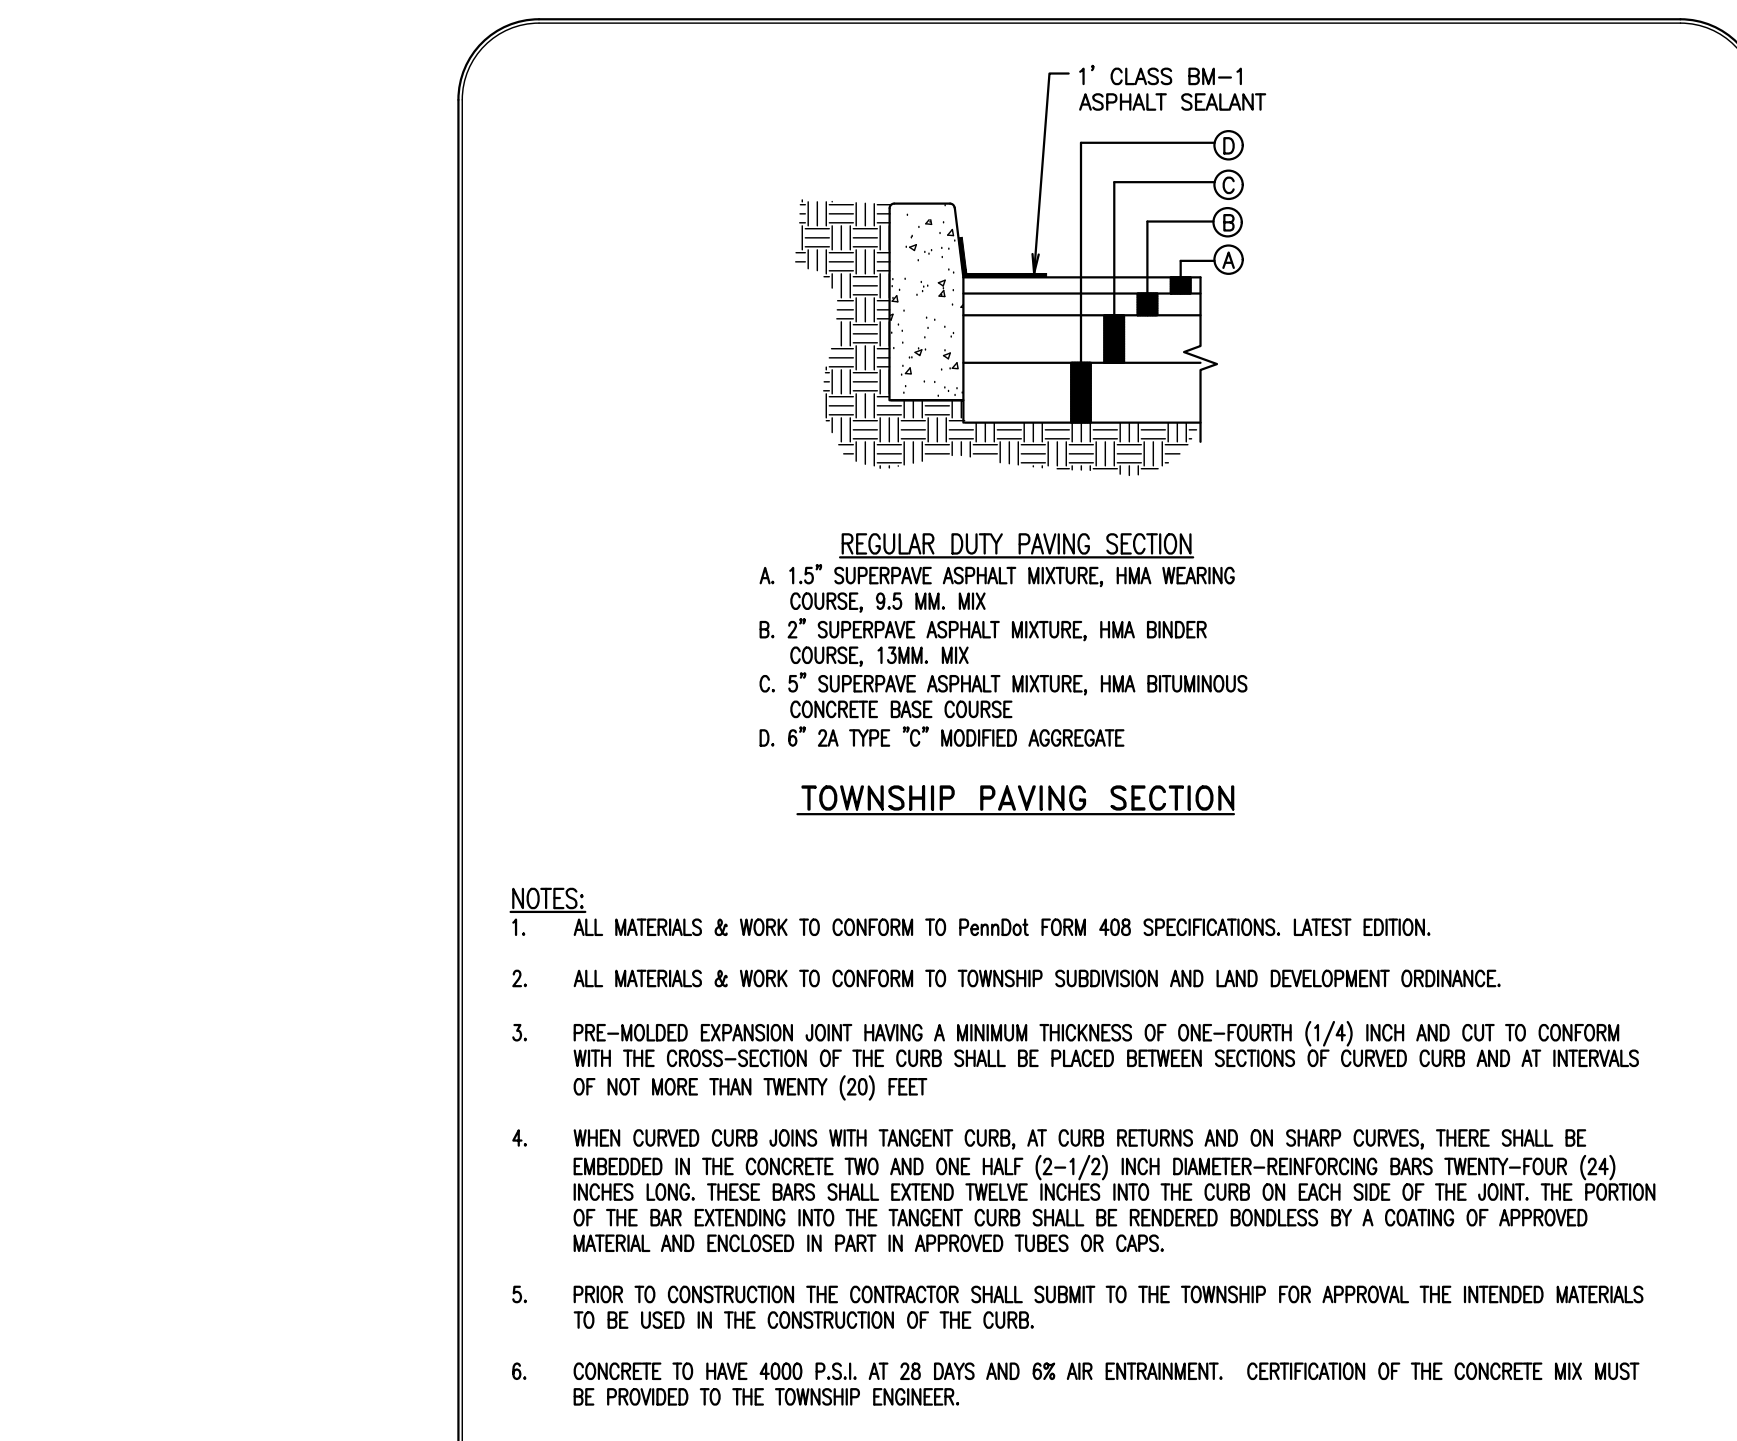 1' CLASS BM-1
ASPHALT SEALANT
D
C
B
A
REGULAR DUTY PAVING SECTION
A. 1.5" SUPERPAVE ASPHALT MIXTURE, HMA WEARING
COURSE, 9.5 MM. MIX
B. 2" SUPERPAVE ASPHALT MIXTURE, HMA BINDER
COURSE, 13MM. MIX
C. 5" SUPERPAVE ASPHALT MIXTURE, HMA BITUMINOUS
CONCRETE BASE COURSE
D. 6" 2A TYPE "C" MODIFIED AGGREGATE
TOWNSHIP PAVING SECTION
NOTES:
1. ALL MATERIALS & WORK TO CONFORM TO PennDot FORM 408 SPECIFICATIONS. LATEST EDITION.
2. ALL MATERIALS & WORK TO CONFORM TO TOWNSHIP SUBDIVISION AND LAND DEVELOPMENT ORDINANCE.
3. PRE-MOLDED EXPANSION JOINT HAVING A MINIMUM THICKNESS OF ONE-FOURTH (1/4) INCH AND CUT TO CONFORM
WITH THE CROSS-SECTION OF THE CURB SHALL BE PLACED BETWEEN SECTIONS OF CURVED CURB AND AT INTERVALS
OF NOT MORE THAN TWENTY (20) FEET
4. WHEN CURVED CURB JOINS WITH TANGENT CURB, AT CURB RETURNS AND ON SHARP CURVES, THERE SHALL BE
EMBEDDED IN THE CONCRETE TWO AND ONE HALF (2-1/2) INCH DIAMETER-REINFORCING BARS TWENTY-FOUR (24)
INCHES LONG. THESE BARS SHALL EXTEND TWELVE INCHES INTO THE CURB ON EACH SIDE OF THE JOINT. THE PORTION
OF THE BAR EXTENDING INTO THE TANGENT CURB SHALL BE RENDERED BONDLESS BY A COATING OF APPROVED
MATERIAL AND ENCLOSED IN PART IN APPROVED TUBES OR CAPS.
5. PRIOR TO CONSTRUCTION THE CONTRACTOR SHALL SUBMIT TO THE TOWNSHIP FOR APPROVAL THE INTENDED MATERIALS
TO BE USED IN THE CONSTRUCTION OF THE CURB.
6. CONCRETE TO HAVE 4000 P.S.I. AT 28 DAYS AND 6% AIR ENTRAINMENT. CERTIFICATION OF THE CONCRETE MIX MUST
BE PROVIDED TO THE TOWNSHIP ENGINEER.